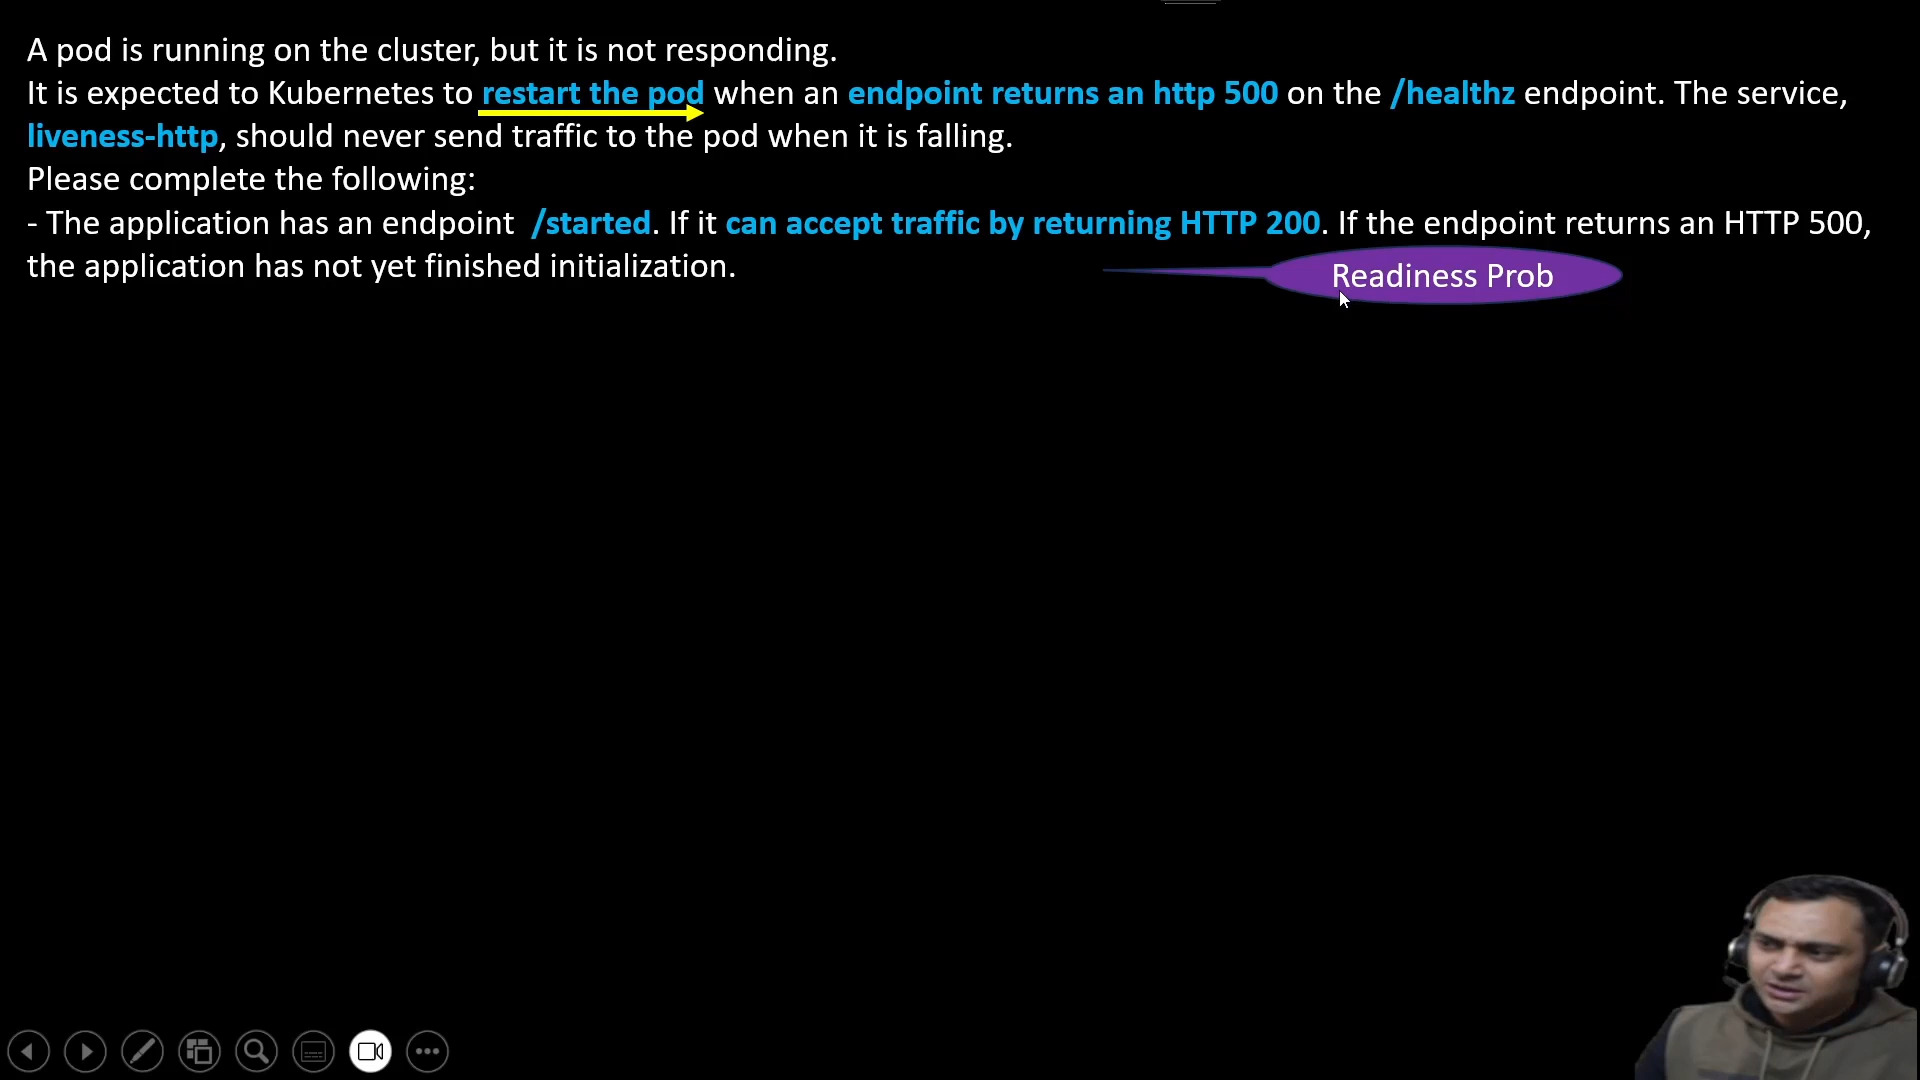 A pod is running on the cluster, but it is not responding.
It is expected to Kubernetes to restart the pod when an endpoint returns an http 500 on the /healthz endpoint. The service,
liveness-http, should never send traffic to the pod when it is falling.
Please complete the following:
- The application has an endpoint /started. If it can accept traffic by returning HTTP 200. If the endpoint returns an HTTP 500,
the application has not yet finished initialization.
Readiness Prob